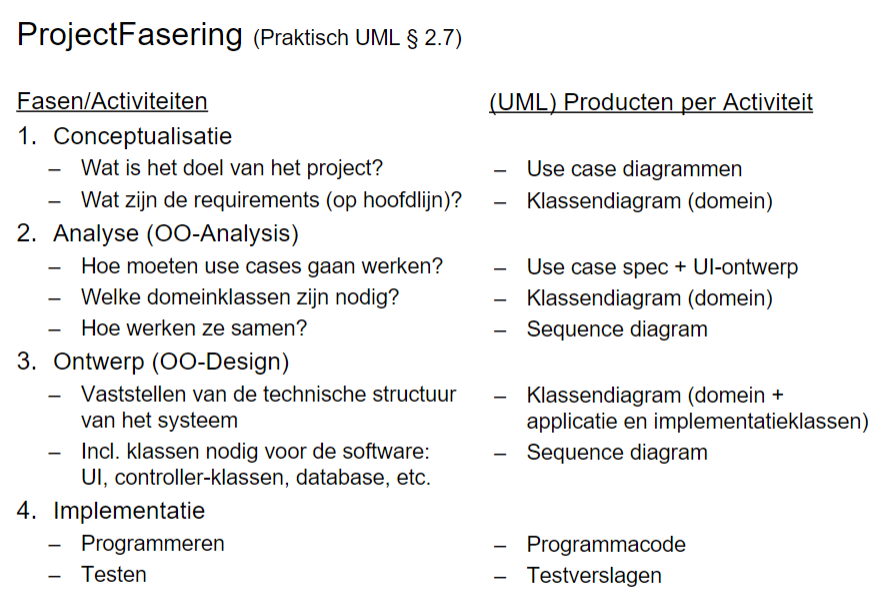 ProjectFasering (Praktisch UML § 2.7)
Fasen/Activiteiten
(UML) Producten per Activiteit
1. Conceptualisatie
– Wat is het doel van het project?
– Use case diagrammen
– Wat zijn de requirements (op hoofdlijn)?
– Klassendiagram (domein)
2. Analyse (OO-Analysis)
– Hoe moeten use cases gaan werken?
– Use case spec + UI-ontwerp
– Welke domeinklassen zijn nodig?
– Klassendiagram (domein)
– Hoe werken ze samen?
– Sequence diagram
3. Ontwerp (OO-Design)
– Vaststellen van de technische structuur
van het systeem
– Klassendiagram (domein +
applicatie en implementatieklassen)
– Incl. klassen nodig voor de software:
UI, controller-klassen, database, etc.
– Sequence diagram
4. Implementatie
– Programmeren
– Programmacode
– Testen
– Testverslagen